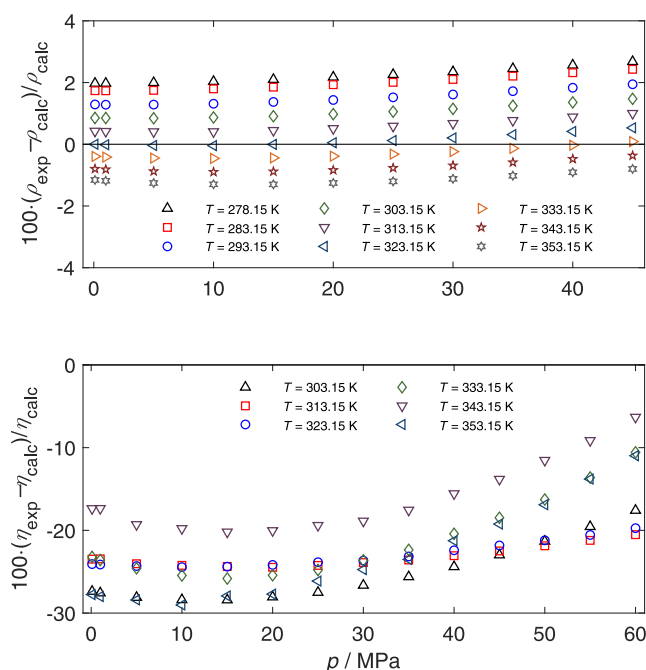 100·(ρexp−ρcalc)/ρcalc
4
2
0
-2
-4
T = 278.15 K
T = 303.15 K
T = 333.15 K
T = 283.15 K
T = 313.15 K
T = 343.15 K
T = 293.15 K
T = 323.15 K
T = 353.15 K
0 10 20 30 40
100·(ηexp−ηcalc)/ηcalc
0
-10
-20
-30
T = 303.15 K
T = 333.15 K
T = 313.15 K
T = 343.15 K
T = 323.15 K
T = 353.15 K
0 10 20 30 40 50 60
p / MPa